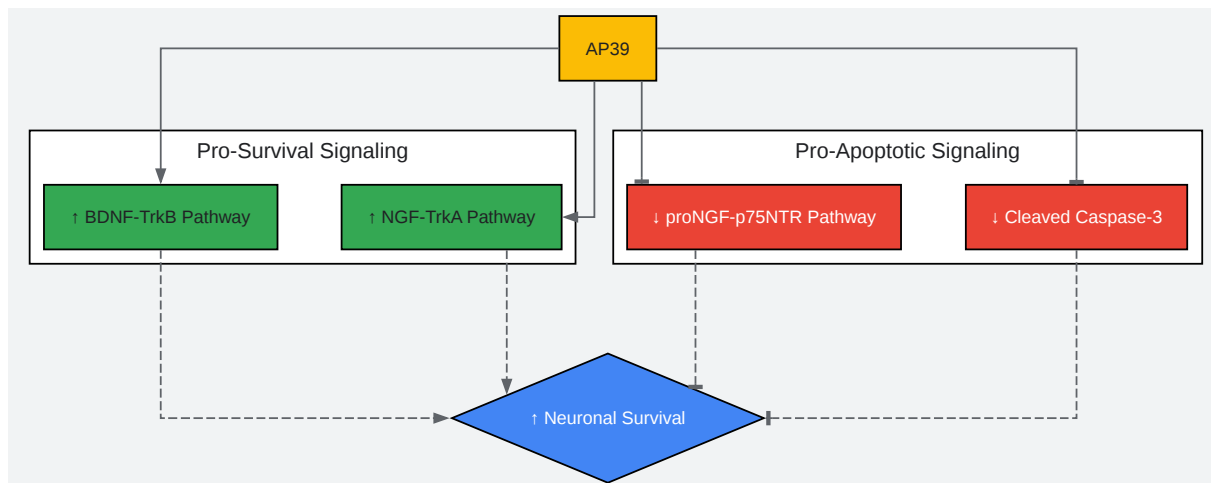 AP39
Pro-Survival Signaling
Pro-Apoptotic Signaling
↑ BDNF-TrkB Pathway
↑ NGF-TrkA Pathway
↓ proNGF-p75NTR Pathway
↓ Cleaved Caspase-3
↑ Neuronal Survival